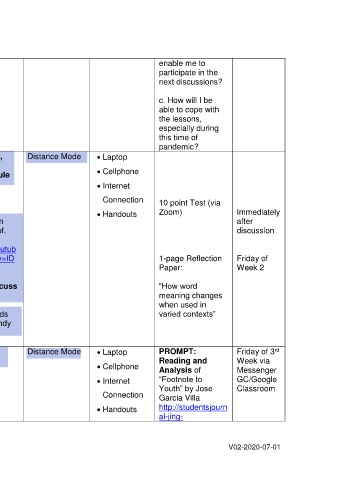 enable me to
participate in the
next discussions?
c. How will I be
able to cope with
the lessons,
especially during
this time of
pandemic?
,
ule
n
of.
utub
v=ID
cuss
ds
ndy
Distance Mode
• Laptop
• Cellphone
• Internet
Connection
• Handouts
10 point Test (via
Zoom)
1-page Reflection
Paper:
“How word
meaning changes
when used in
varied contexts”
Immediately
after
discussion
Friday of
Week 2
Distance Mode
• Laptop
• Cellphone
• Internet
Connection
• Handouts
PROMPT:
Reading and
Analysis of
“Footnote to
Youth” by Jose
Garcia Villa
http://studentsjourn
al-jing-
Friday of 3rd
Week via
Messenger
GC/Google
Classroom
V02-2020-07-01